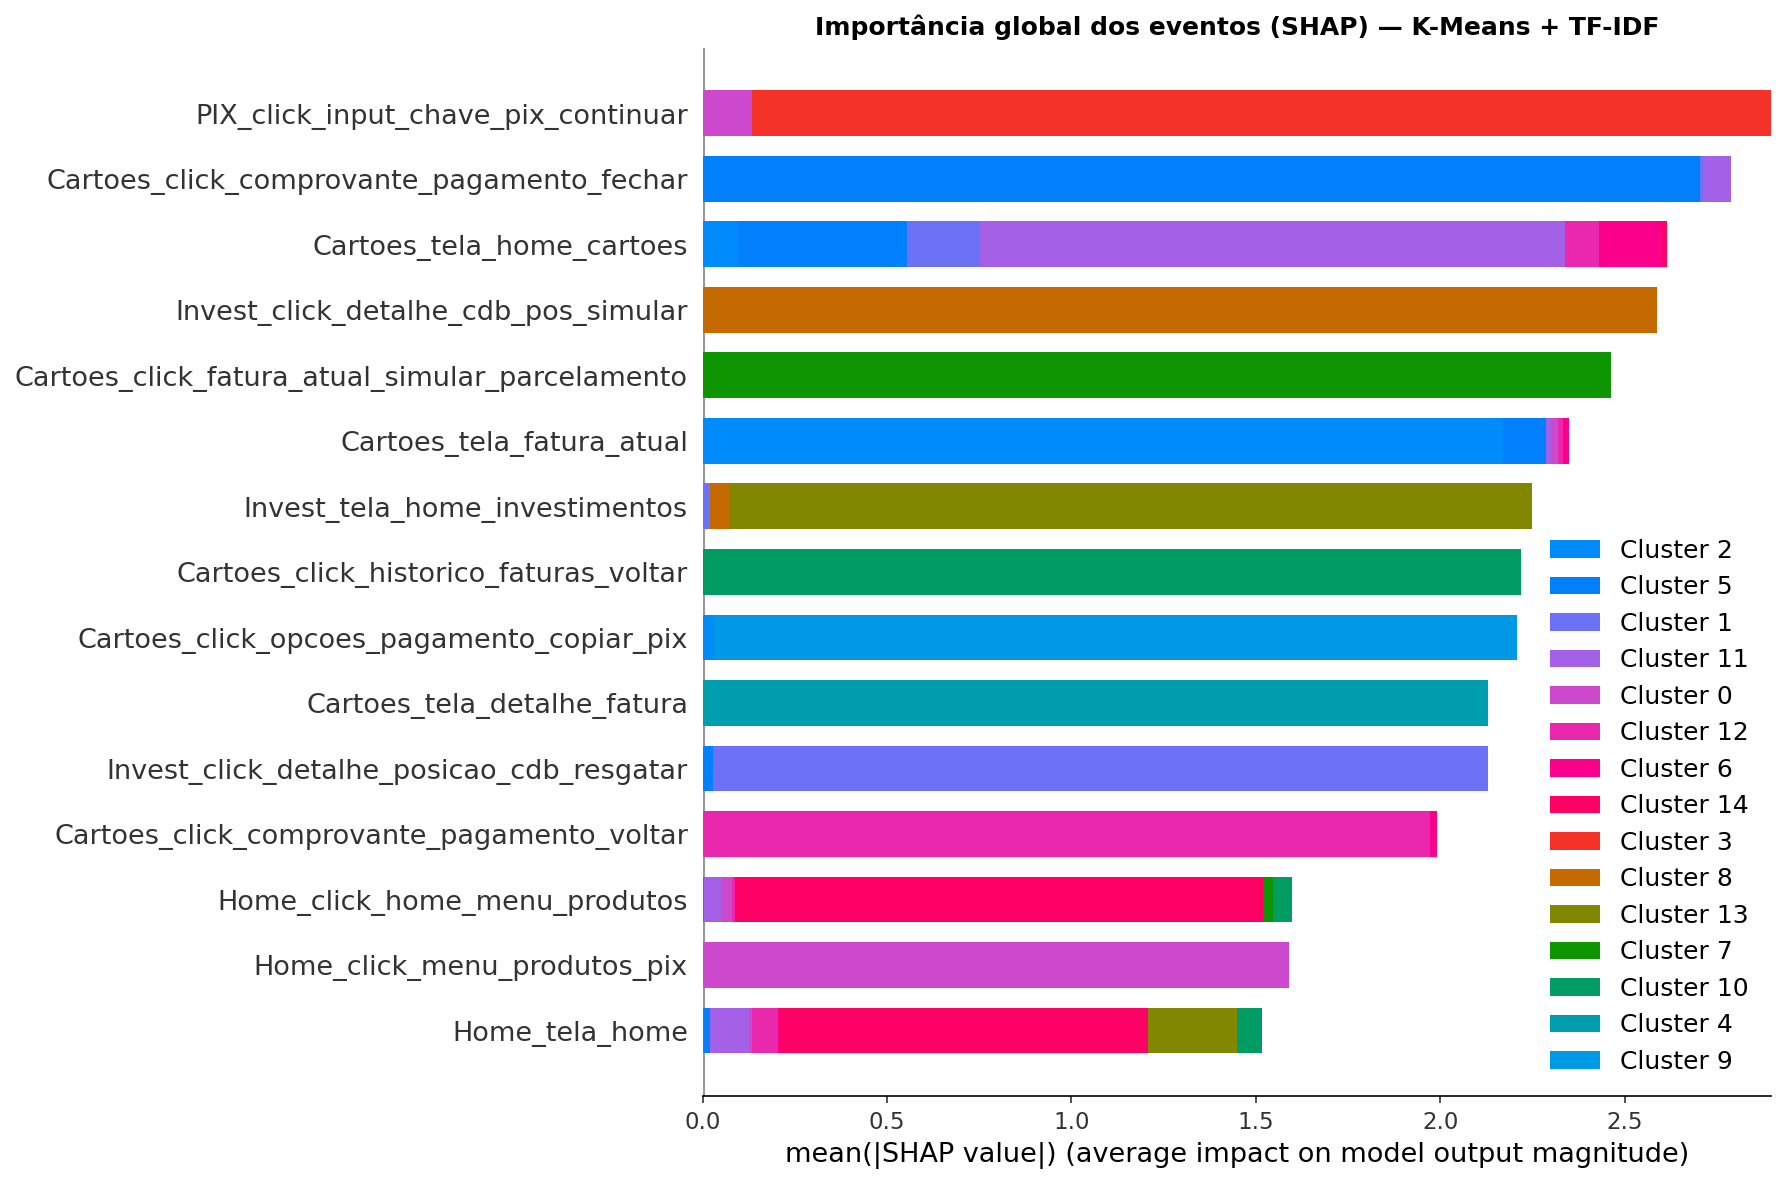 Importância global dos eventos (SHAP) — K-Means + TF-IDF
PIX_click_input_chave_pix_continuar
Cartoes_click_comprovante_pagamento_fechar
Cartoes_tela_home_cartoes
Invest_click_detalhe_cdb_pos_simular
Cartoes_click_fatura_atual_simular_parcelamento
Cartoes_tela_fatura_atual
Invest_tela_home_investimentos
Cartoes_click_historico_faturas_voltar
Cartoes_click_opcoes_pagamento_copiar_pix
Cartoes_tela_detalhe_fatura
Invest_click_detalhe_posicao_cdb_resgatar
Cartoes_click_comprovante_pagamento_voltar
Home_click_home_menu_produtos
Home_click_menu_produtos_pix
Home_tela_home
Cluster 2
Cluster 5
Cluster 1
Cluster 11
Cluster 0
Cluster 12
Cluster 6
Cluster 14
Cluster 3
Cluster 8
Cluster 13
Cluster 7
Cluster 10
Cluster 4
Cluster 9
0.0 0.5 1.0 1.5 2.0 2.5
mean(|SHAP value|) (average impact on model output magnitude)